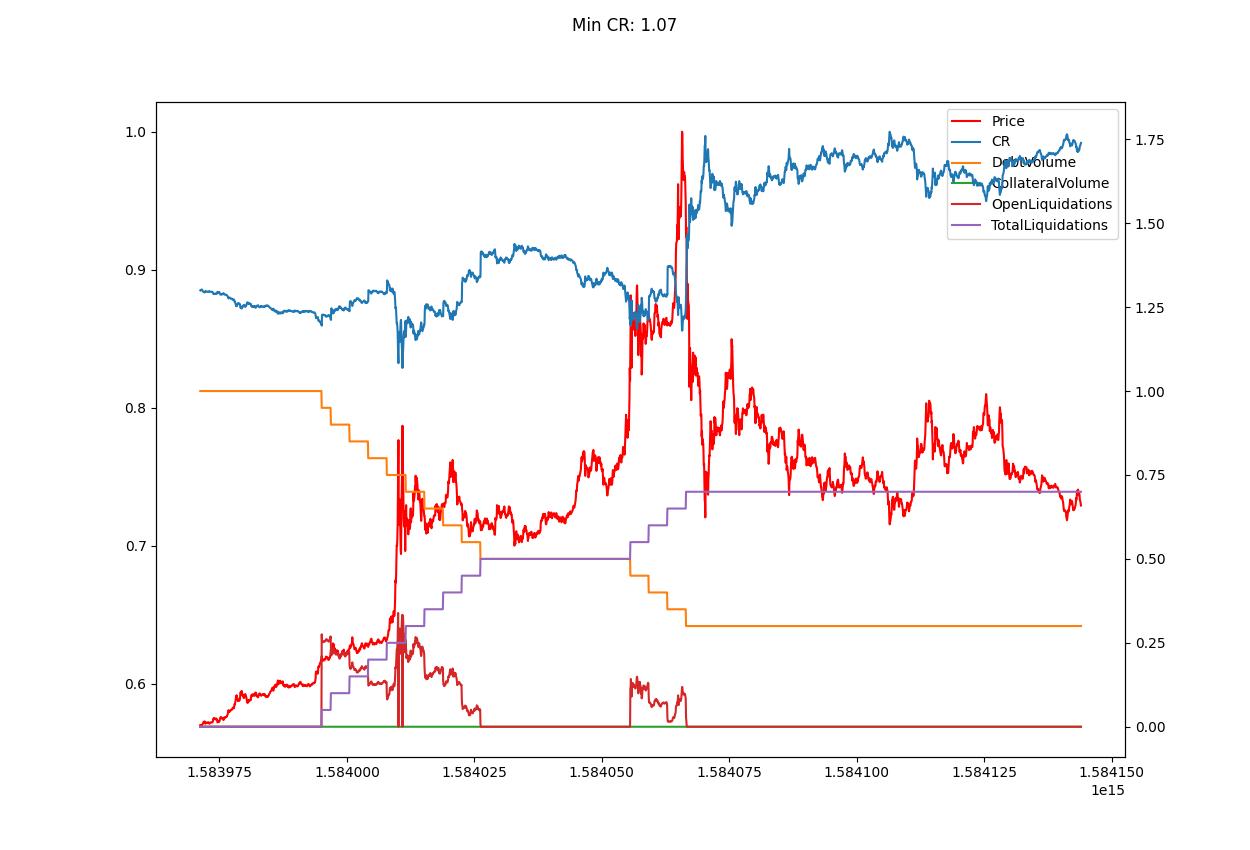 Min CR: 1.07
1.0
0.9
0.8
0.7
0.6
Price
CR
DebtVolume
CollateralVolume
OpenLiquidations
TotalLiquidations
1.75
1.50
1.25
1.00
0.75
0.50
0.25
0.00
1.583975
1.584000
1.584025
1.584050
1.584075
1.584100
1.584125
1.584150
1e15